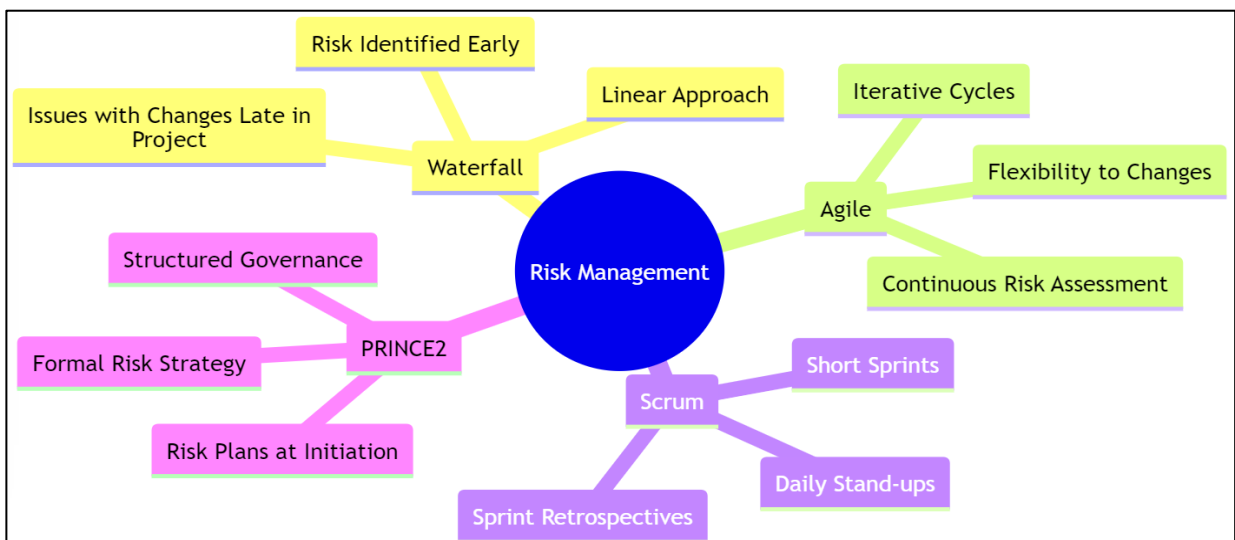 Risk Identified Early
Linear Approach
Issues with Changes Late in
Project
Waterfall
Iterative Cycles
Flexibility to Changes
Agile
Continuous Risk Assessment
Risk Management
Structured Governance
Formal Risk Strategy
PRINCE2
Risk Plans at Initiation
Short Sprints
Scrum
Daily Stand-ups
Sprint Retrospectives